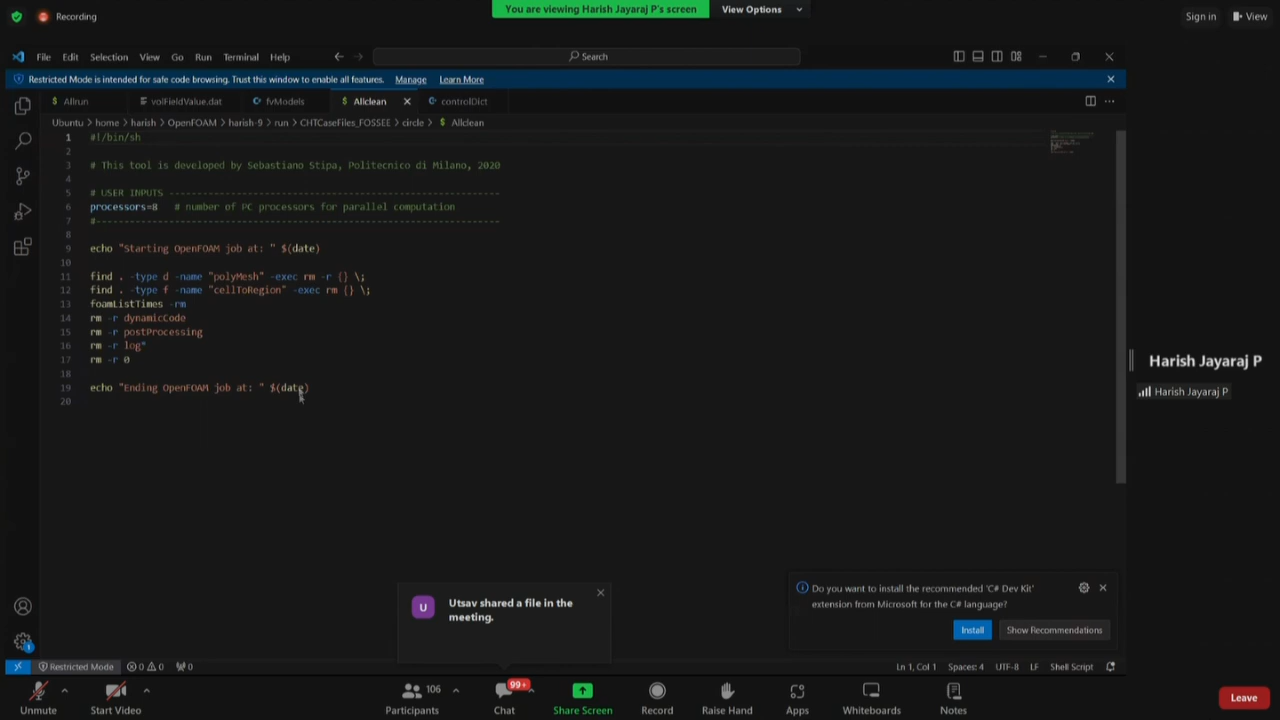 Recording
You are viewing Harish Jayaraj P's screen
View Options
Sign in
View
File Edit Selection View Go Run Terminal Help
Search
Restricted Mode is intended for safe code browsing. Trust this window to enable all features. Manage Learn More
$ Allrun
volFieldValue.dat
fvModels
$ Allclean
controlDict
Ubuntu > home > harish > OpenFOAM > harish-9 > run > CHTCaseFiles_FOSSEE > circle > $ Allclean
1 #!/bin/sh
2
3 # This tool is developed by Sebastiano Stipa, Politecnico di Milano, 2020
4
5 # USER INPUTS -------------------------------------------------------------
6 processors=8 # number of PC processors for parallel computation
7 #--------------------------------------------------------------------------
8
9 echo "Starting OpenFOAM job at: " $(date)
10
11 find . -type d -name "polyMesh" -exec rm -r {} \;
12 find . -type f -name "cellToRegion" -exec rm {} \;
13 foamListTimes -rm
14 rm -r dynamicCode
15 rm -r postProcessing
16 rm -r log*
17 rm -r 0
18
19 echo "Ending OpenFOAM job at: " $(date)
20
Harish Jayaraj P
Harish Jayaraj P
Do you want to install the recommended 'C# Dev Kit'
extension from Microsoft for the C# language?
Install
Show Recommendations
U
Utsav shared a file in the
meeting.
Restricted Mode
0 0
0
Ln 1, Col 1 Spaces: 4 UTF-8 LF Shell Script
Unmute
Start Video
106
Participants
99+
Chat
Share Screen
Record
Raise Hand
Apps
Whiteboards
Notes
Leave